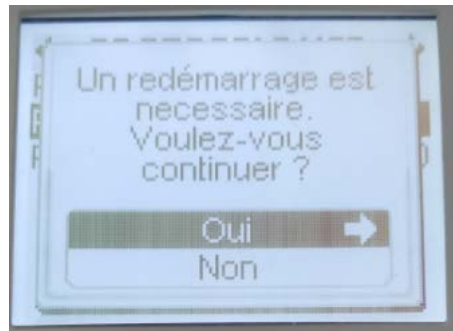 Un redémarrage est
necessaire.
Voulez-vous
continuer ?
Oui
Non